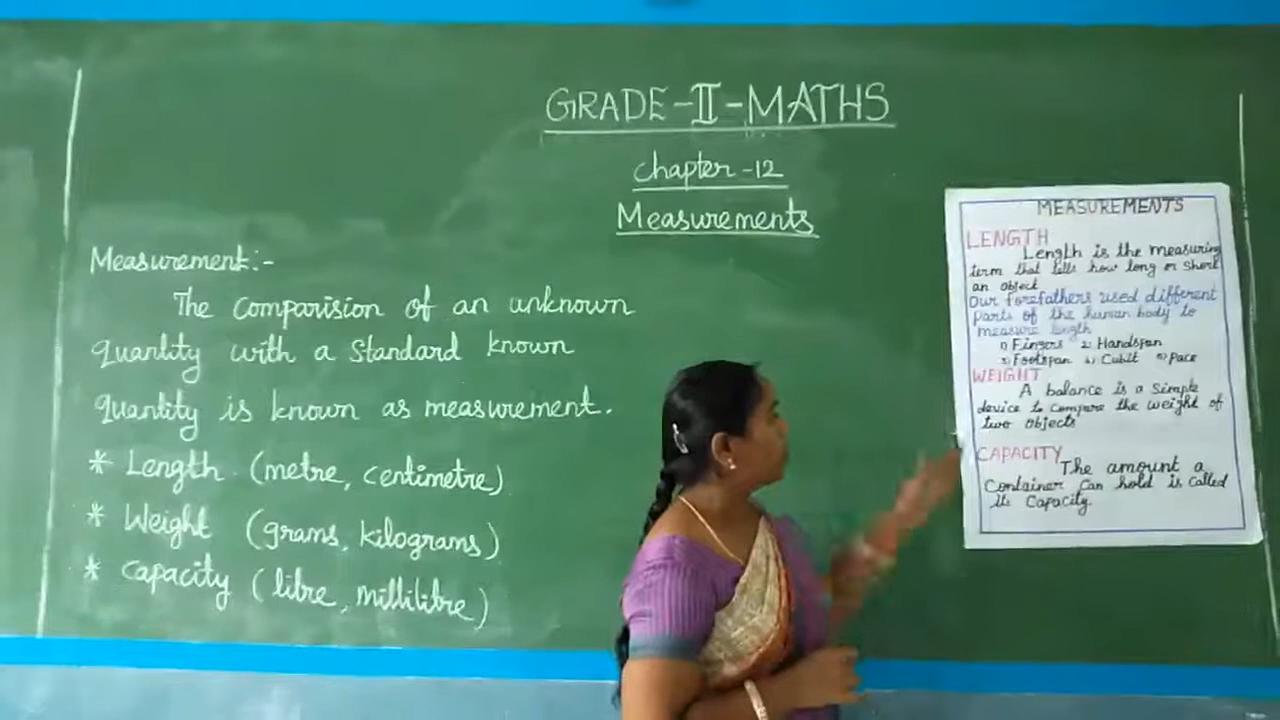 GRADE-II-MATHS
Chapter-12
Measurements
Measurement:-
The Comparision of an unknown
quantity with a Standard known
quantity is known as measurement.
* Length (metre, centimetre)
* Weight (grams, kilograms)
* Capacity (litre, millilitre)
MEASUREMENTS
LENGTH
Length is the measuring
term that tells how long or short
an object
Our forefathers used different
parts of the human body to
measure length
1) Fingers 2) Handspan
3) Footspan 4) Cubit 5) Pace
WEIGHT
A balance is a Simple
device to compare the weight of
two objects
CAPACITY
The amount a
Container Can hold is called
its Capacity.